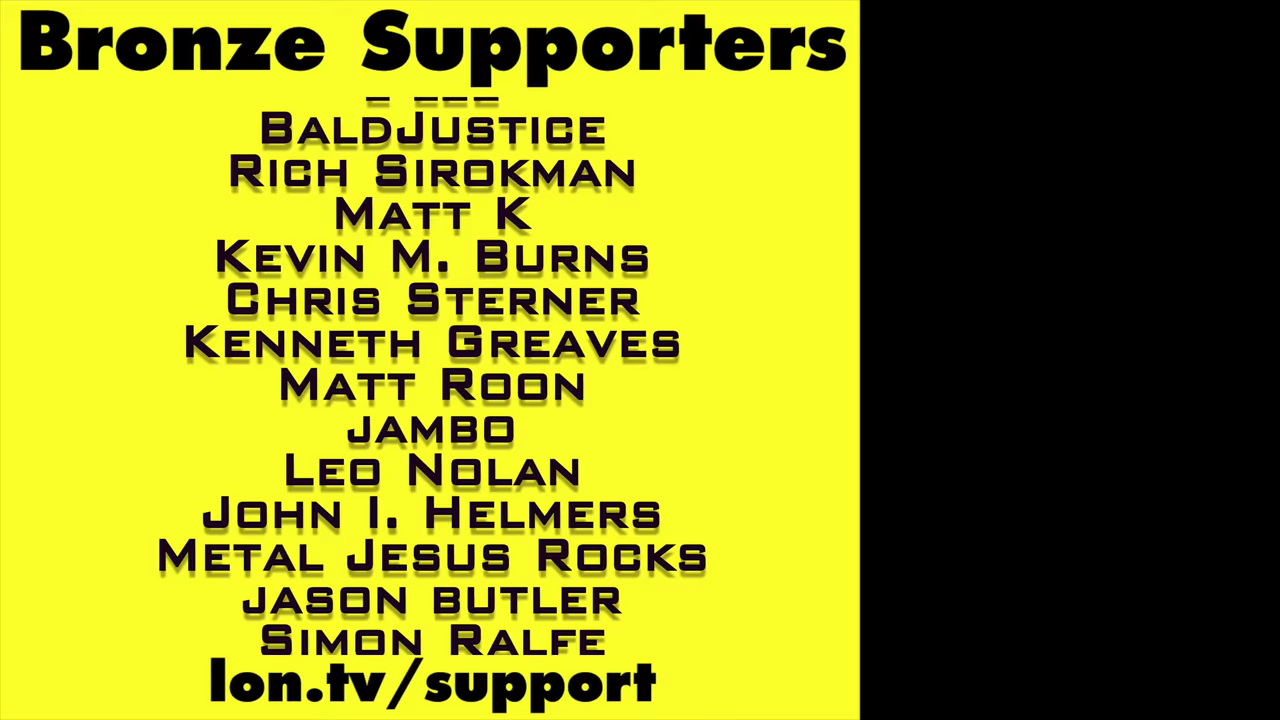 Bronze Supporters
BaldJustice
Rich Sirokman
Matt K
Kevin M. Burns
Chris Sterner
Kenneth Greaves
Matt Roon
jambo
Leo Nolan
John I. Helmers
Metal Jesus Rocks
jason butler
Simon Ralfe
lon.tv/support